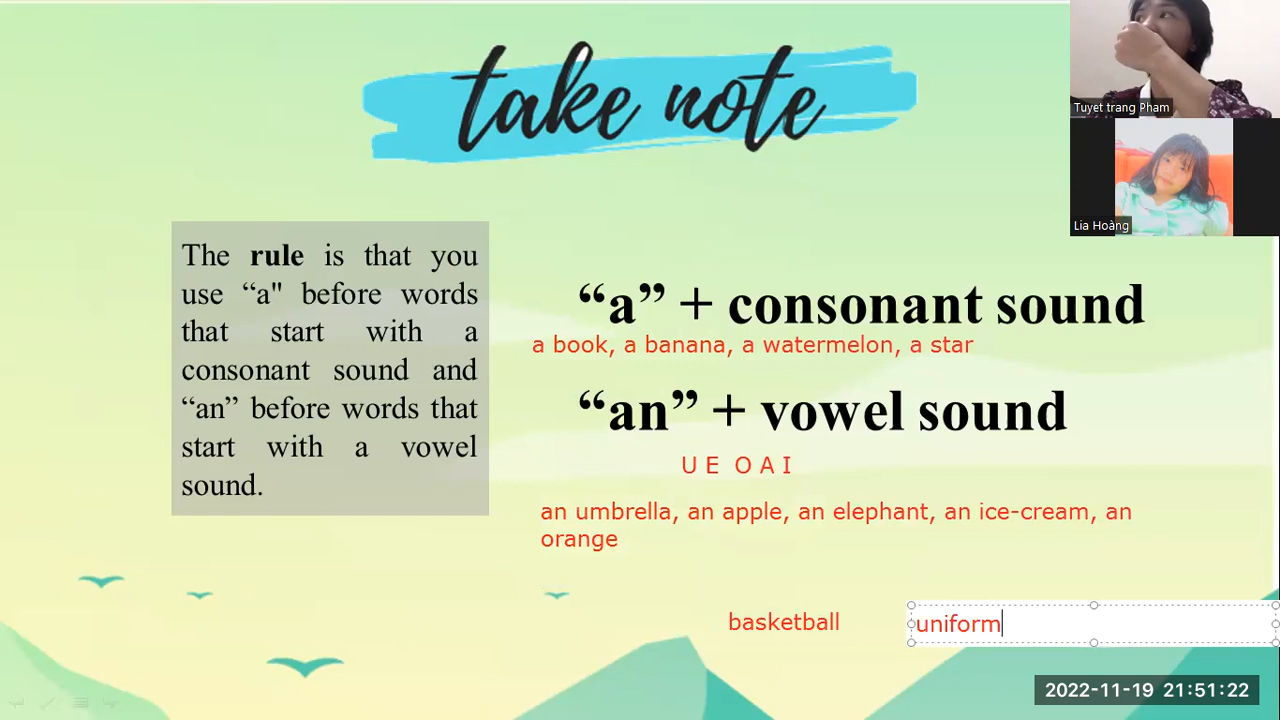 take note
Tuyet trang Pham
Lia Hoàng
The rule is that you
use “a" before words
that start with a
consonant sound and
“an” before words that
start with a vowel
sound.
“a” + consonant sound
a book, a banana, a watermelon, a star
“an” + vowel sound
U E O A I
an umbrella, an apple, an elephant, an ice-cream, an
orange
basketball
uniform
2022-11-19 21:51:22